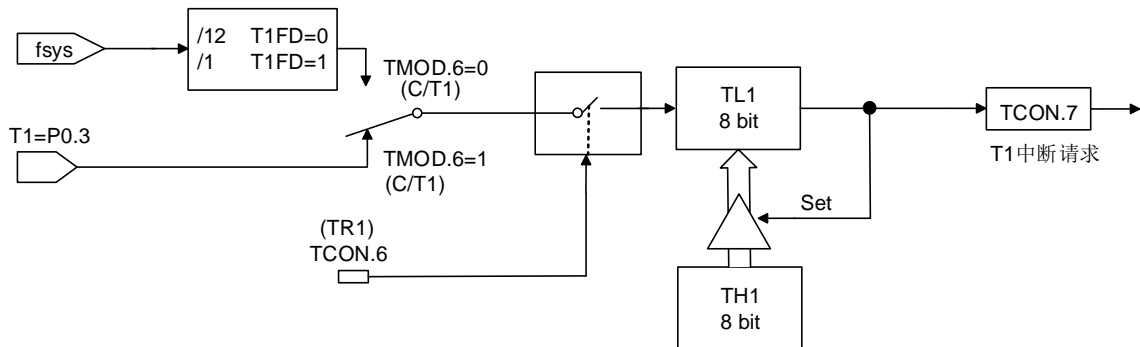 fsys
/12 T1FD=0
/1 T1FD=1
TMOD.6=0
(C/T1)
T1=P0.3
TMOD.6=1
(C/T1)
(TR1)
TCON.6
TL1
8 bit
TCON.7
T1中断请求
Set
TH1
8 bit